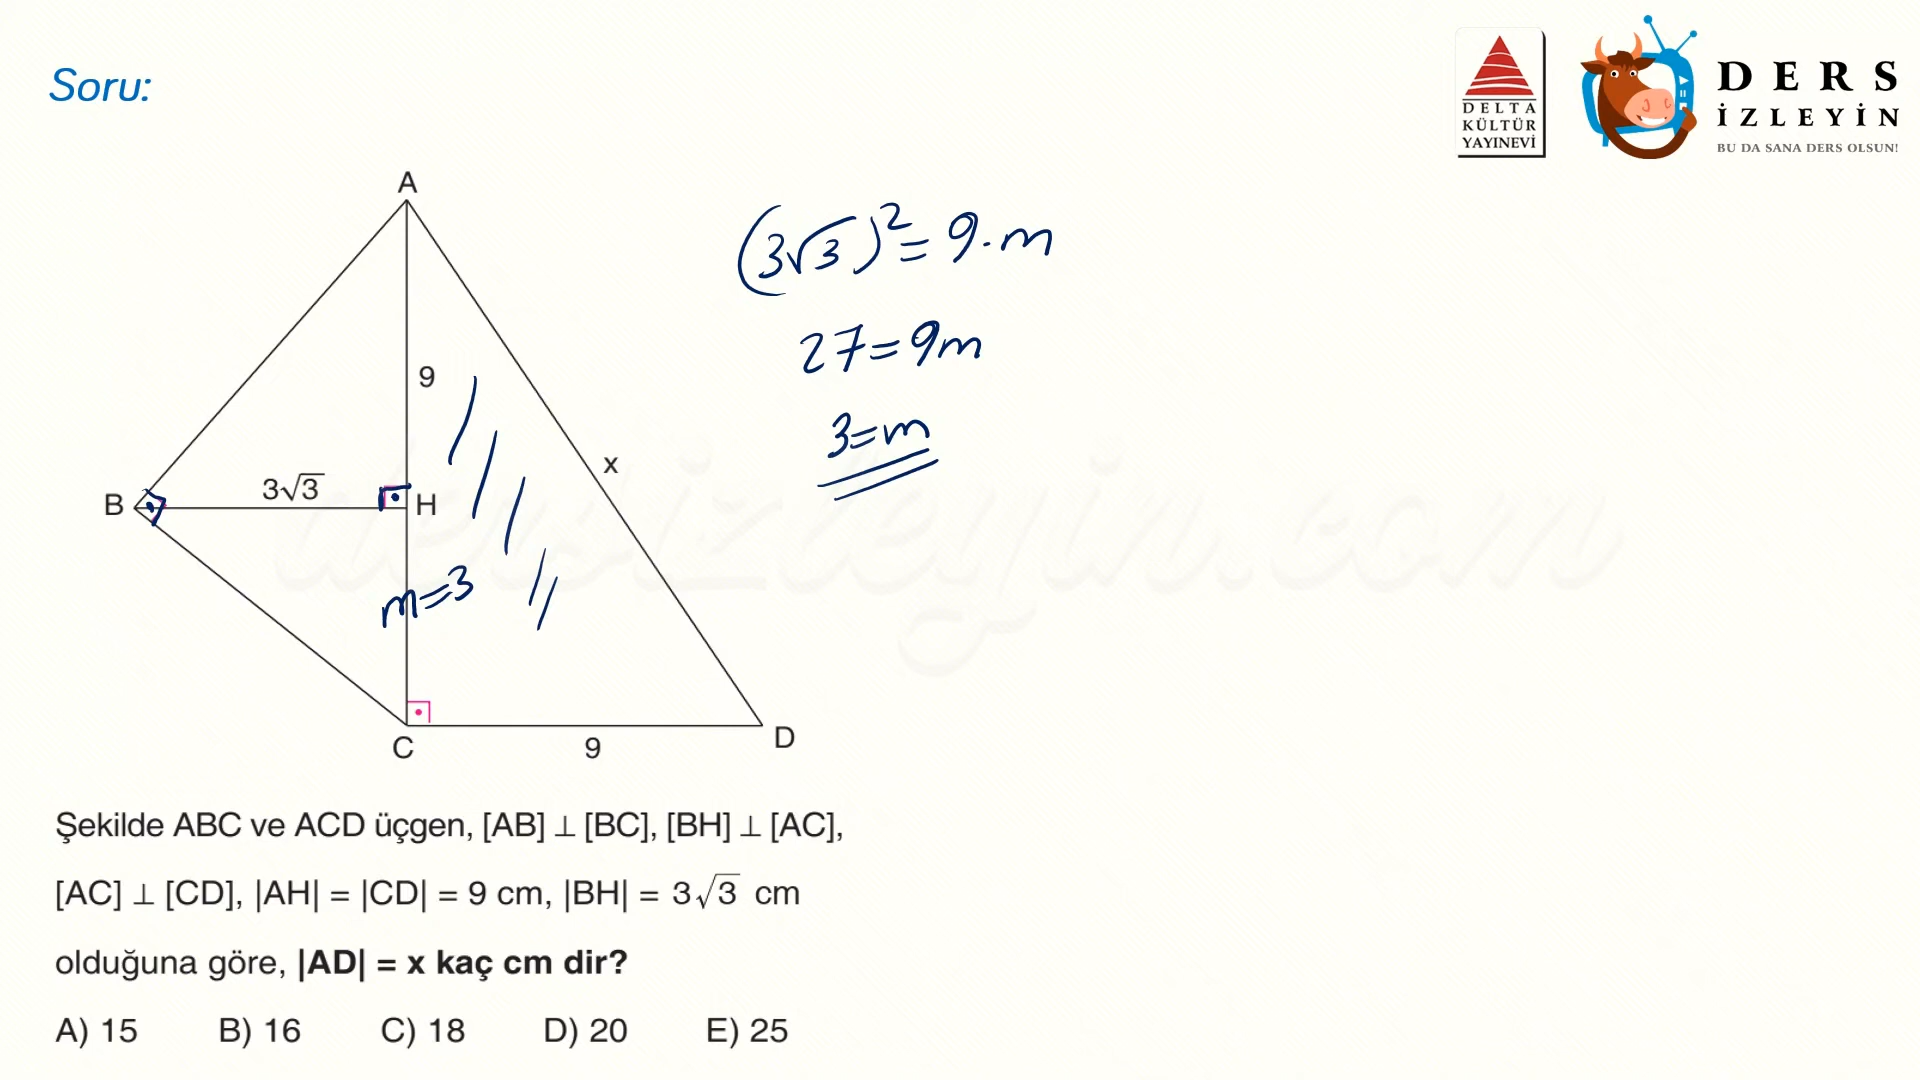 Soru:
DELTA
KÜLTÜR
YAYINEVİ
DERS
İZLEYİN
BU DA SANA DERS OLSUN!
A
9
x
B
3√3
H
m=3
C
9
D
(3√3)² = 9.m
27=9m
3=m
dersizleyin.com
Şekilde ABC ve ACD üçgen, [AB] ⊥ [BC], [BH] ⊥ [AC],
[AC] ⊥ [CD], |AH| = |CD| = 9 cm, |BH| = 3√3 cm
olduğuna göre, |AD| = x kaç cm dir?
A) 15 B) 16 C) 18 D) 20 E) 25